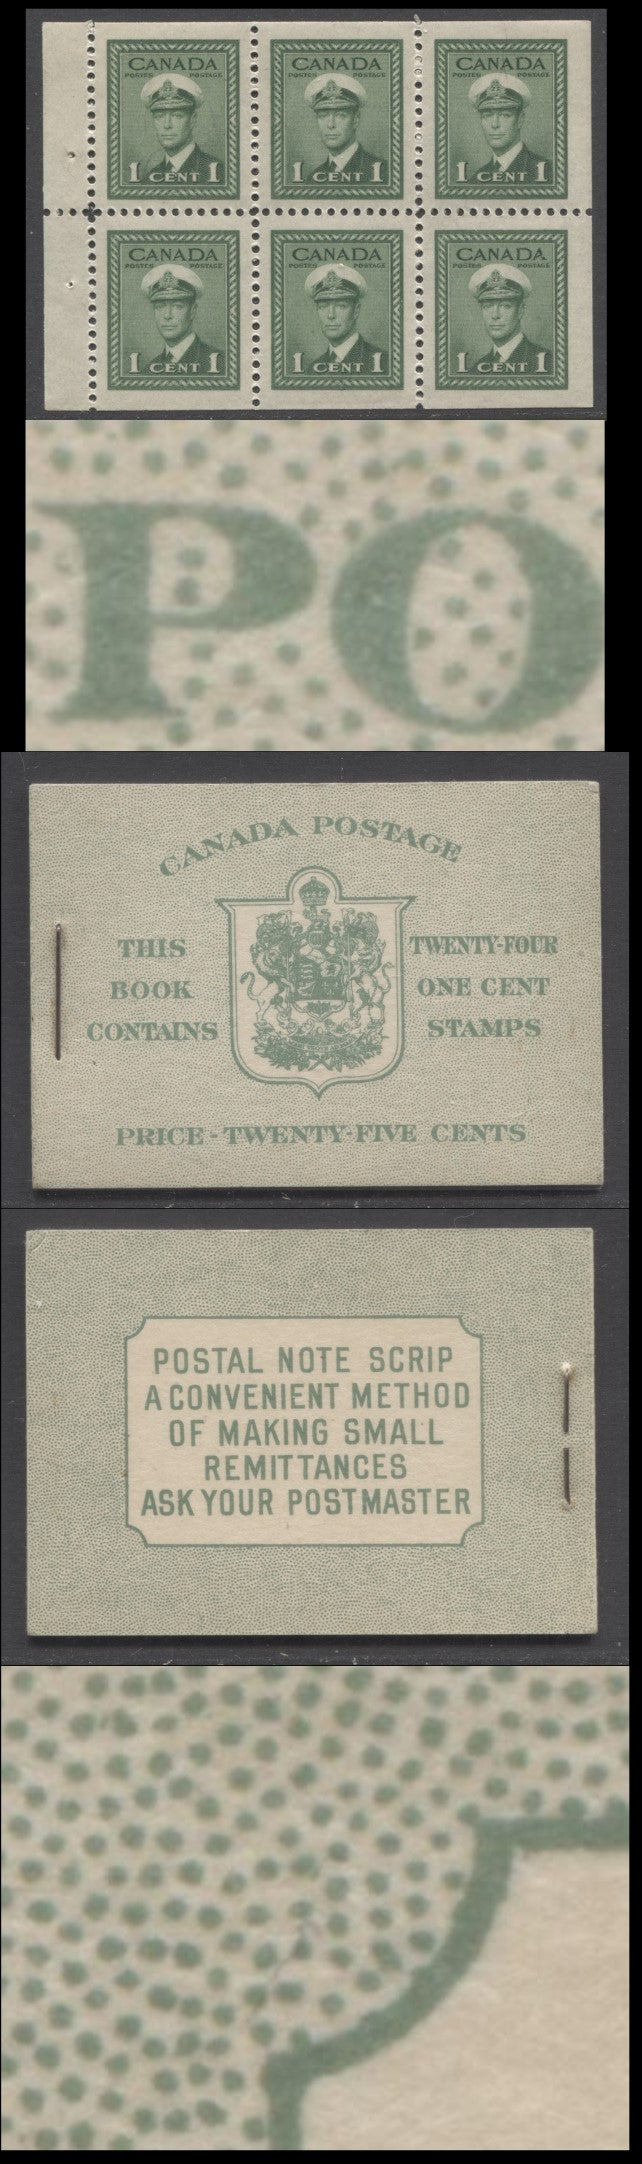 CANADA CANADA CANADA
POSTES POSTAGE POSTES POSTAGE POSTES POSTAGE
1 CENT 1 1 CENT 1 1 CENT 1
CANADA CANADA CANADA
POSTES POSTAGE POSTES POSTAGE POSTES POSTAGE
1 CENT 1 1 CENT 1 1 CENT 1
PO
CANADA POSTAGE
THIS
BOOK
CONTAINS
TWENTY-FOUR
ONE CENT
STAMPS
PRICE - TWENTY-FIVE CENTS
POSTAL NOTE SCRIP
A CONVENIENT METHOD
OF MAKING SMALL
REMITTANCES
ASK YOUR POSTMASTER